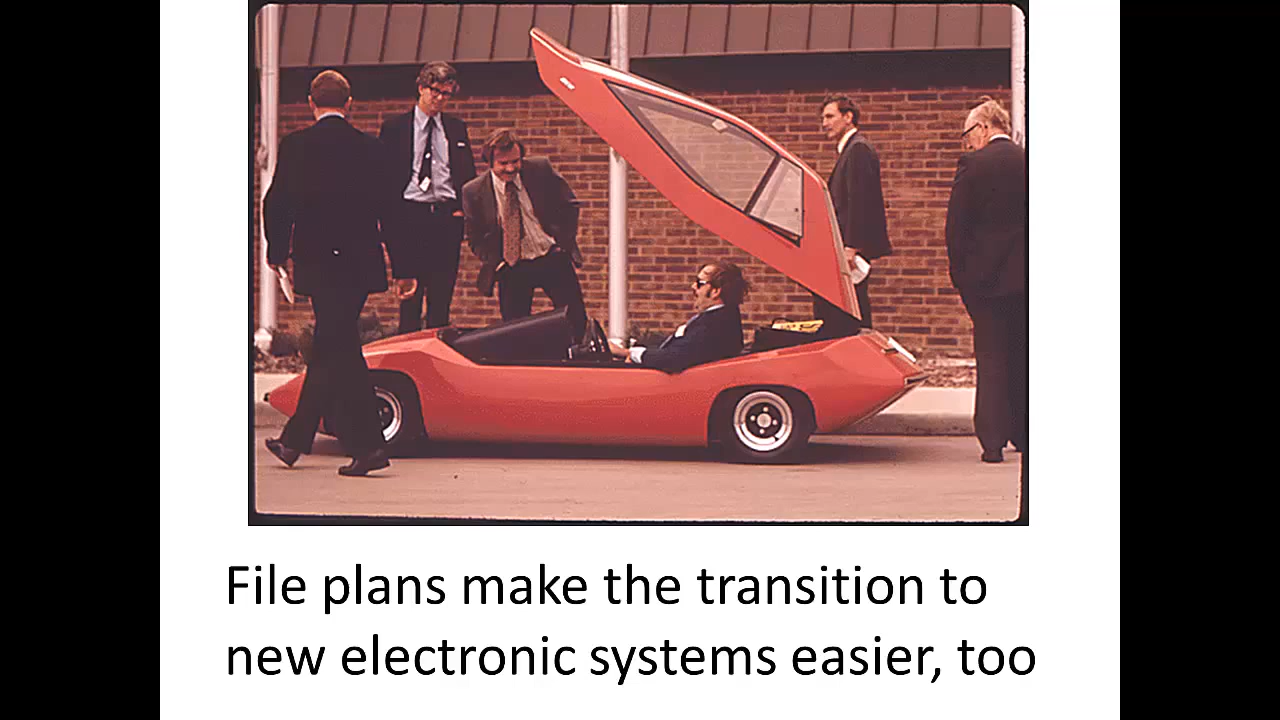 File plans make the transition to
new electronic systems easier, too